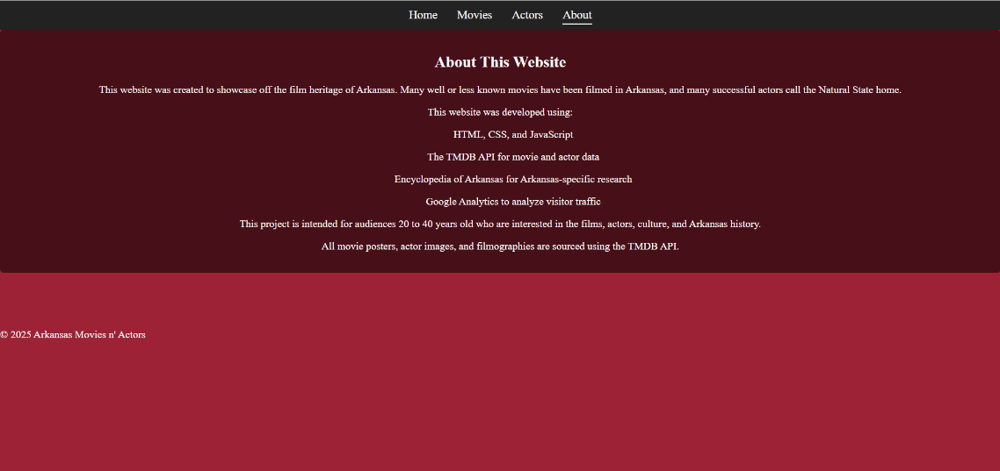 Home Movies Actors About
About This Website
This website was created to showcase off the film heritage of Arkansas. Many well or less known movies have been filmed in Arkansas, and many successful actors call the Natural State home.
This website was developed using:
HTML, CSS, and JavaScript
The TMDB API for movie and actor data
Encyclopedia of Arkansas for Arkansas-specific research
Google Analytics to analyze visitor traffic
This project is intended for audiences 20 to 40 years old who are interested in the films, actors, culture, and Arkansas history.
All movie posters, actor images, and filmographies are sourced using the TMDB API.
© 2025 Arkansas Movies n' Actors